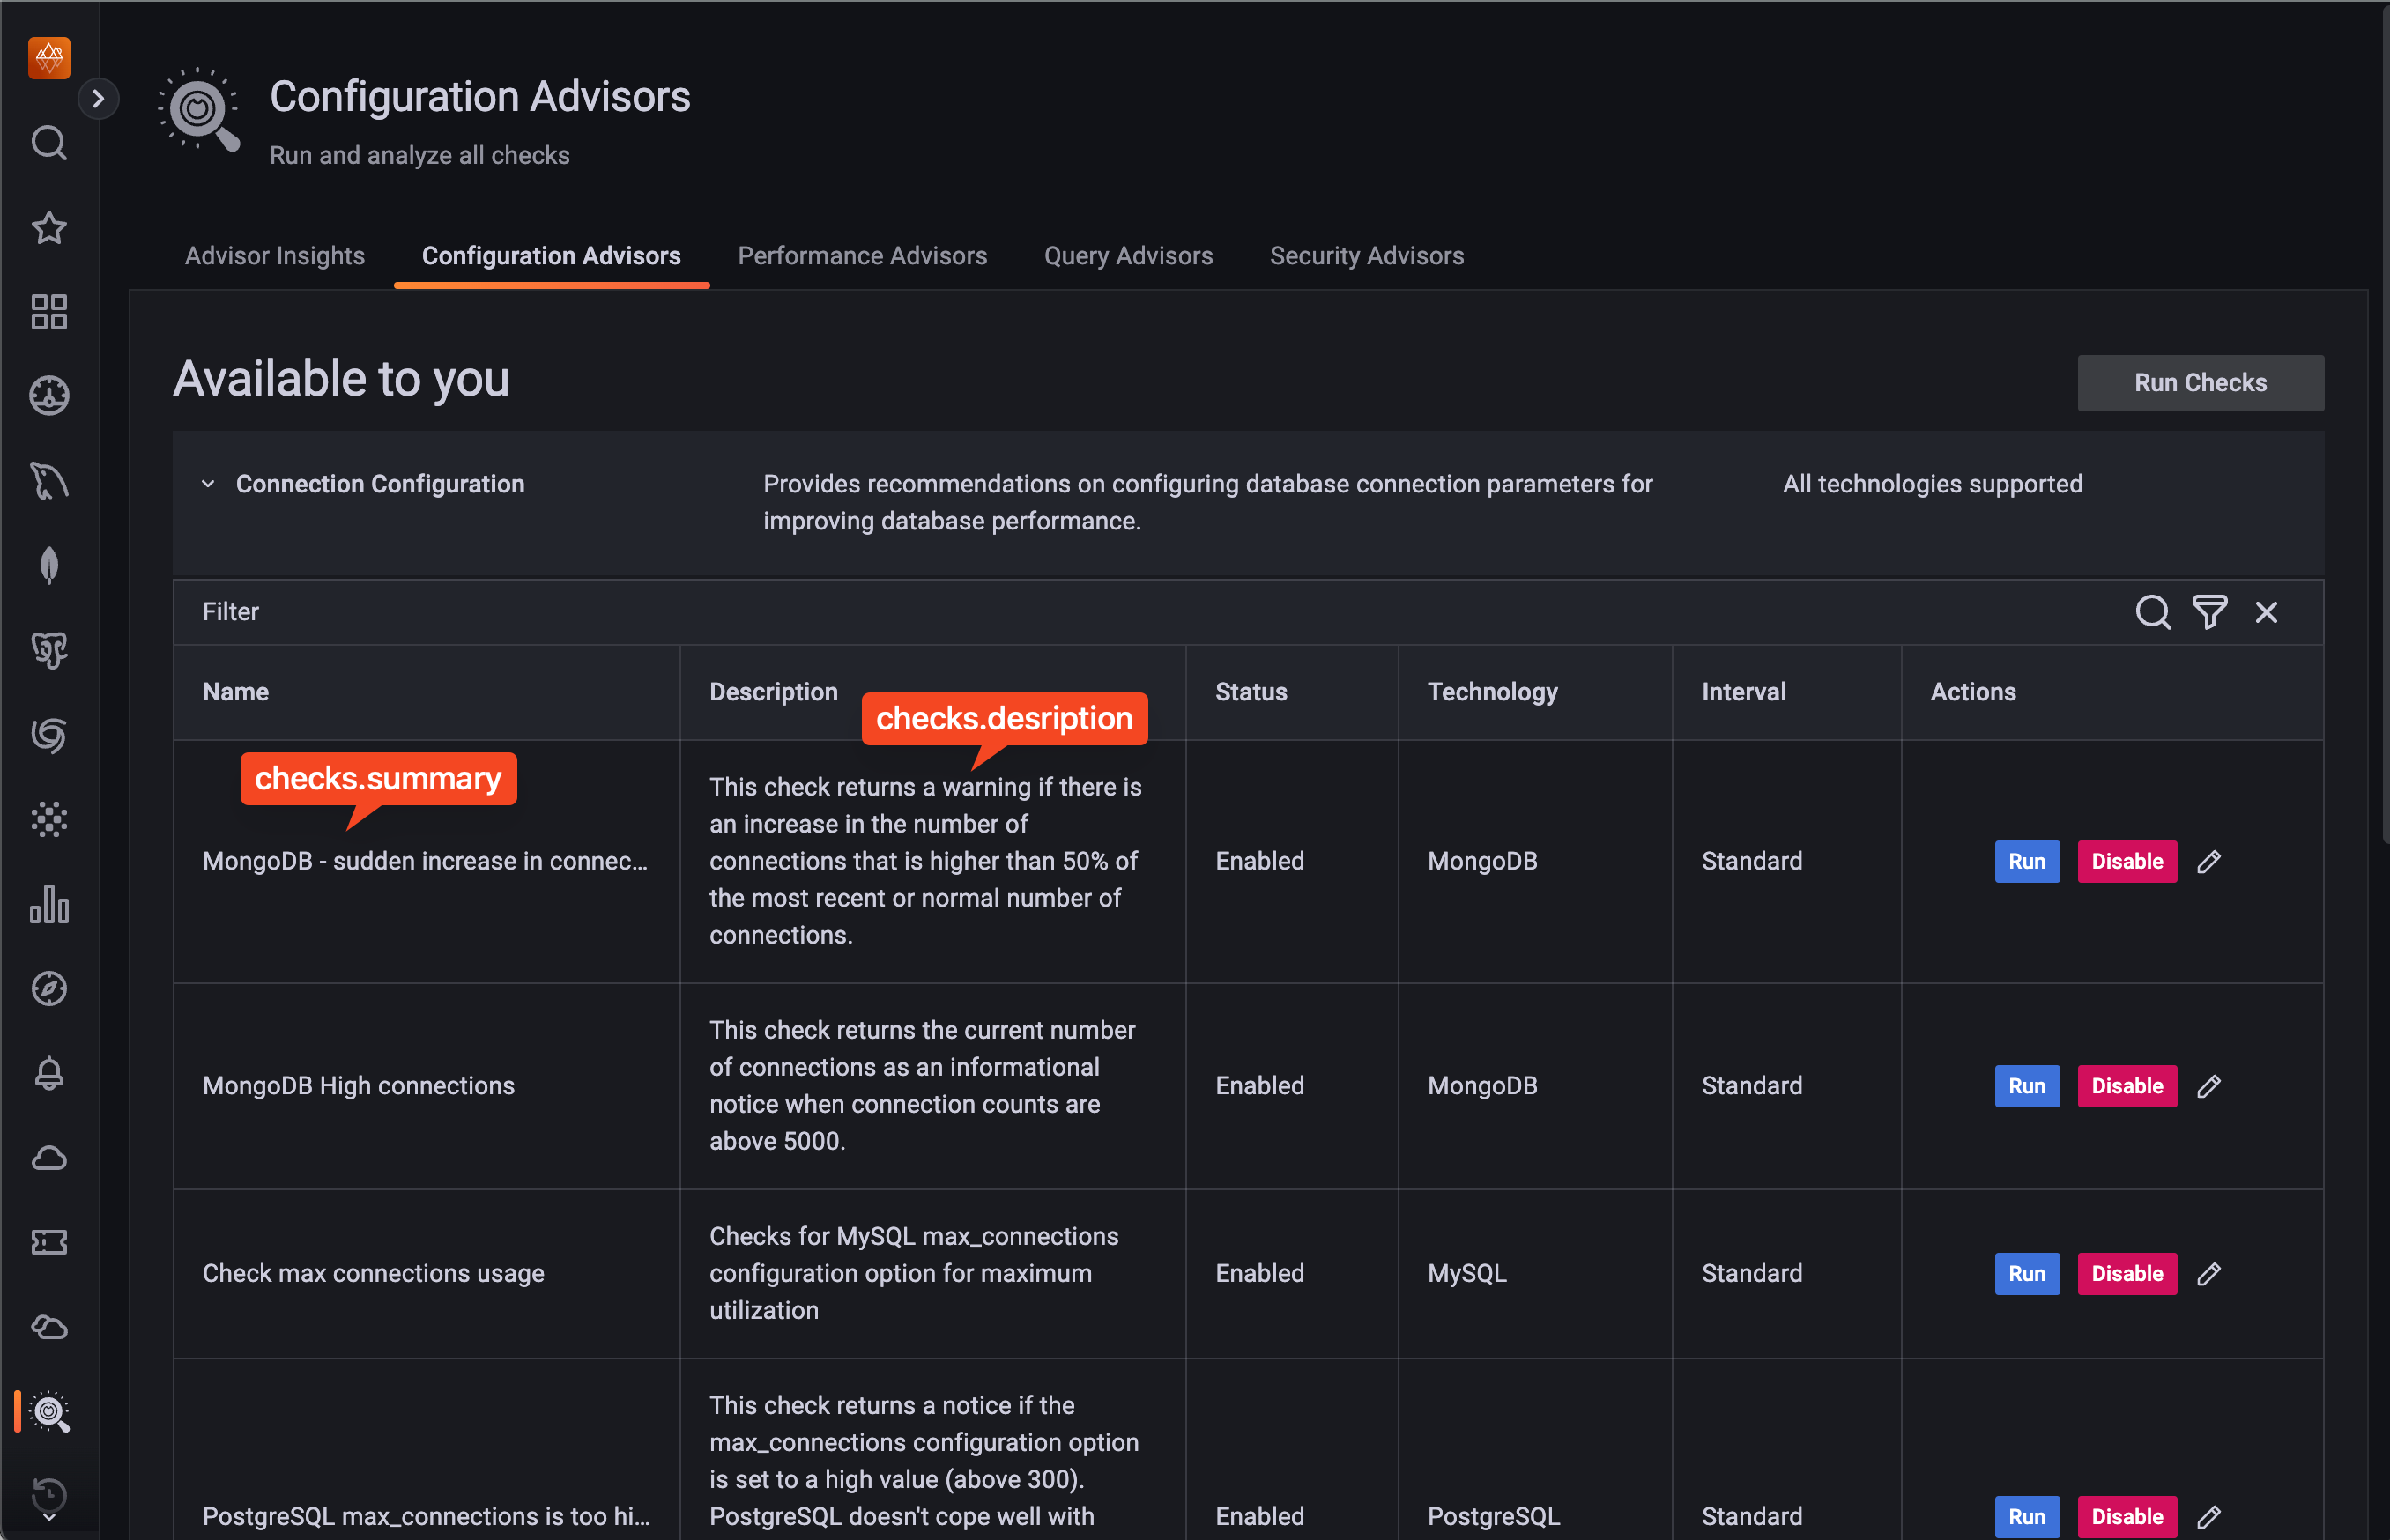 Configuration Advisors
Run and analyze all checks
Advisor Insights
Configuration Advisors
Performance Advisors
Query Advisors
Security Advisors
Available to you
Run Checks
Connection Configuration
Provides recommendations on configuring database connection parameters for
improving database performance.
All technologies supported
Filter
Name
Description
Status
Technology
Interval
Actions
checks.desription
checks.summary
MongoDB - sudden increase in connec...
This check returns a warning if there is
an increase in the number of
connections that is higher than 50% of
the most recent or normal number of
connections.
Enabled
MongoDB
Standard
Run
Disable
MongoDB High connections
This check returns the current number
of connections as an informational
notice when connection counts are
above 5000.
Enabled
MongoDB
Standard
Run
Disable
Check max connections usage
Checks for MySQL max_connections
configuration option for maximum
utilization
Enabled
MySQL
Standard
Run
Disable
PostgreSQL max_connections is too hi...
This check returns a notice if the
max_connections configuration option
is set to a high value (above 300).
PostgreSQL doesn't cope well with
Enabled
PostgreSQL
Standard
Run
Disable